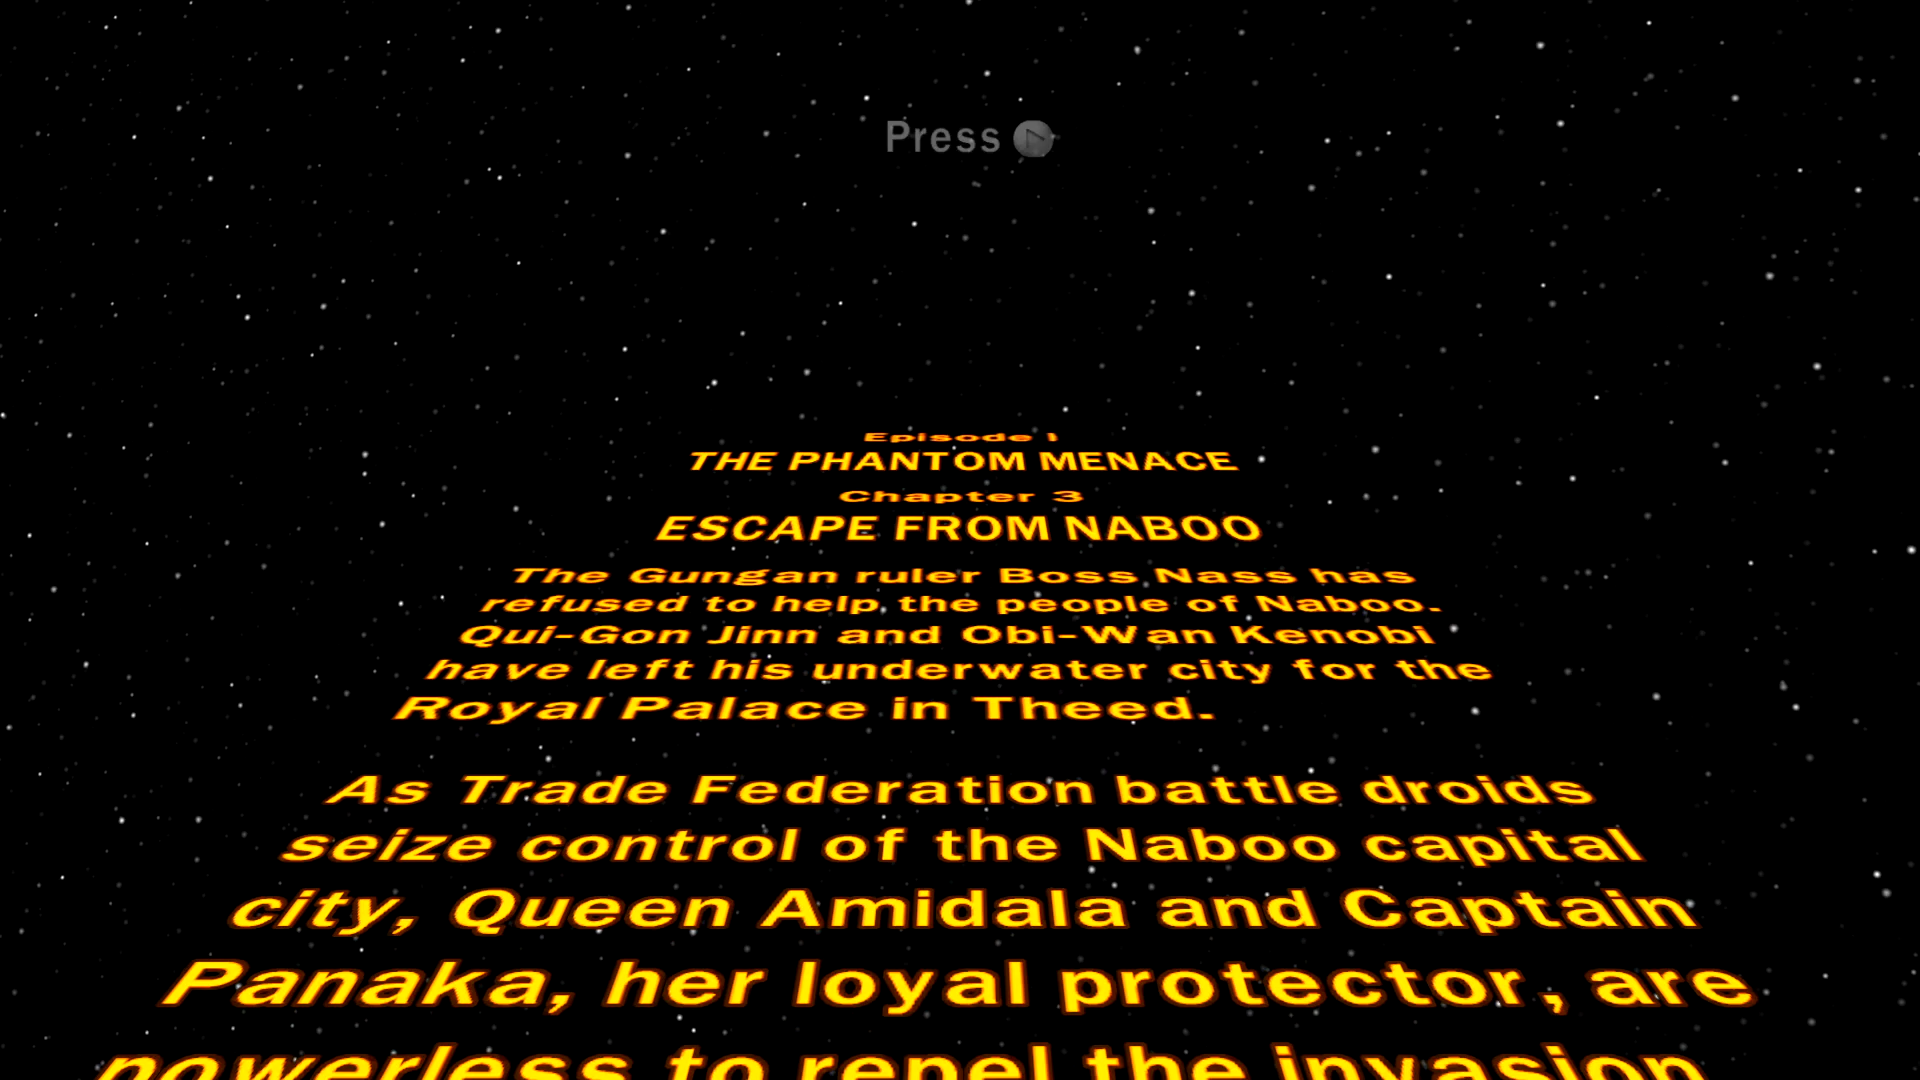 Press
Episode I
THE PHANTOM MENACE
Chapter 3
ESCAPE FROM NABOO
The Gungan ruler Boss Nass has
refused to help the people of Naboo.
Qui-Gon Jinn and Obi-Wan Kenobi
have left his underwater city for the
Royal Palace in Theed.
As Trade Federation battle droids
seize control of the Naboo capital
city, Queen Amidala and Captain
Panaka, her loyal protector, are
powerless to repel the invasion